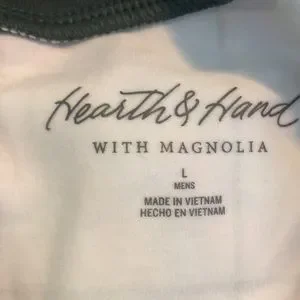 Hearth & Hand
WITH MAGNOLIA
L
MENS
MADE IN VIETNAM
HECHO EN VIETNAM